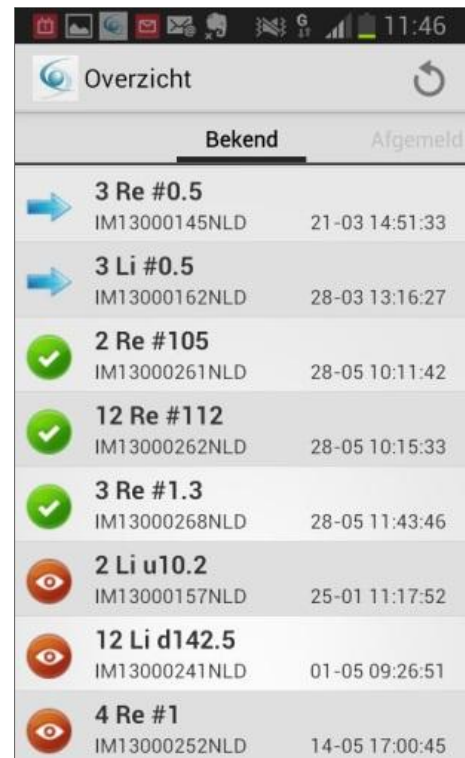 G
11:46
Overzicht
Bekend Afgemeld
3 Re #0.5
IM13000145NLD 21-03 14:51:33
3 Li #0.5
IM13000162NLD 28-03 13:16:27
2 Re #105
IM13000261NLD 28-05 10:11:42
12 Re #112
IM13000262NLD 28-05 10:15:33
3 Re #1.3
IM13000268NLD 28-05 11:43:46
2 Li u10.2
IM13000157NLD 25-01 11:17:52
12 Li d142.5
IM13000241NLD 01-05 09:26:51
4 Re #1
IM13000252NLD 14-05 17:00:45